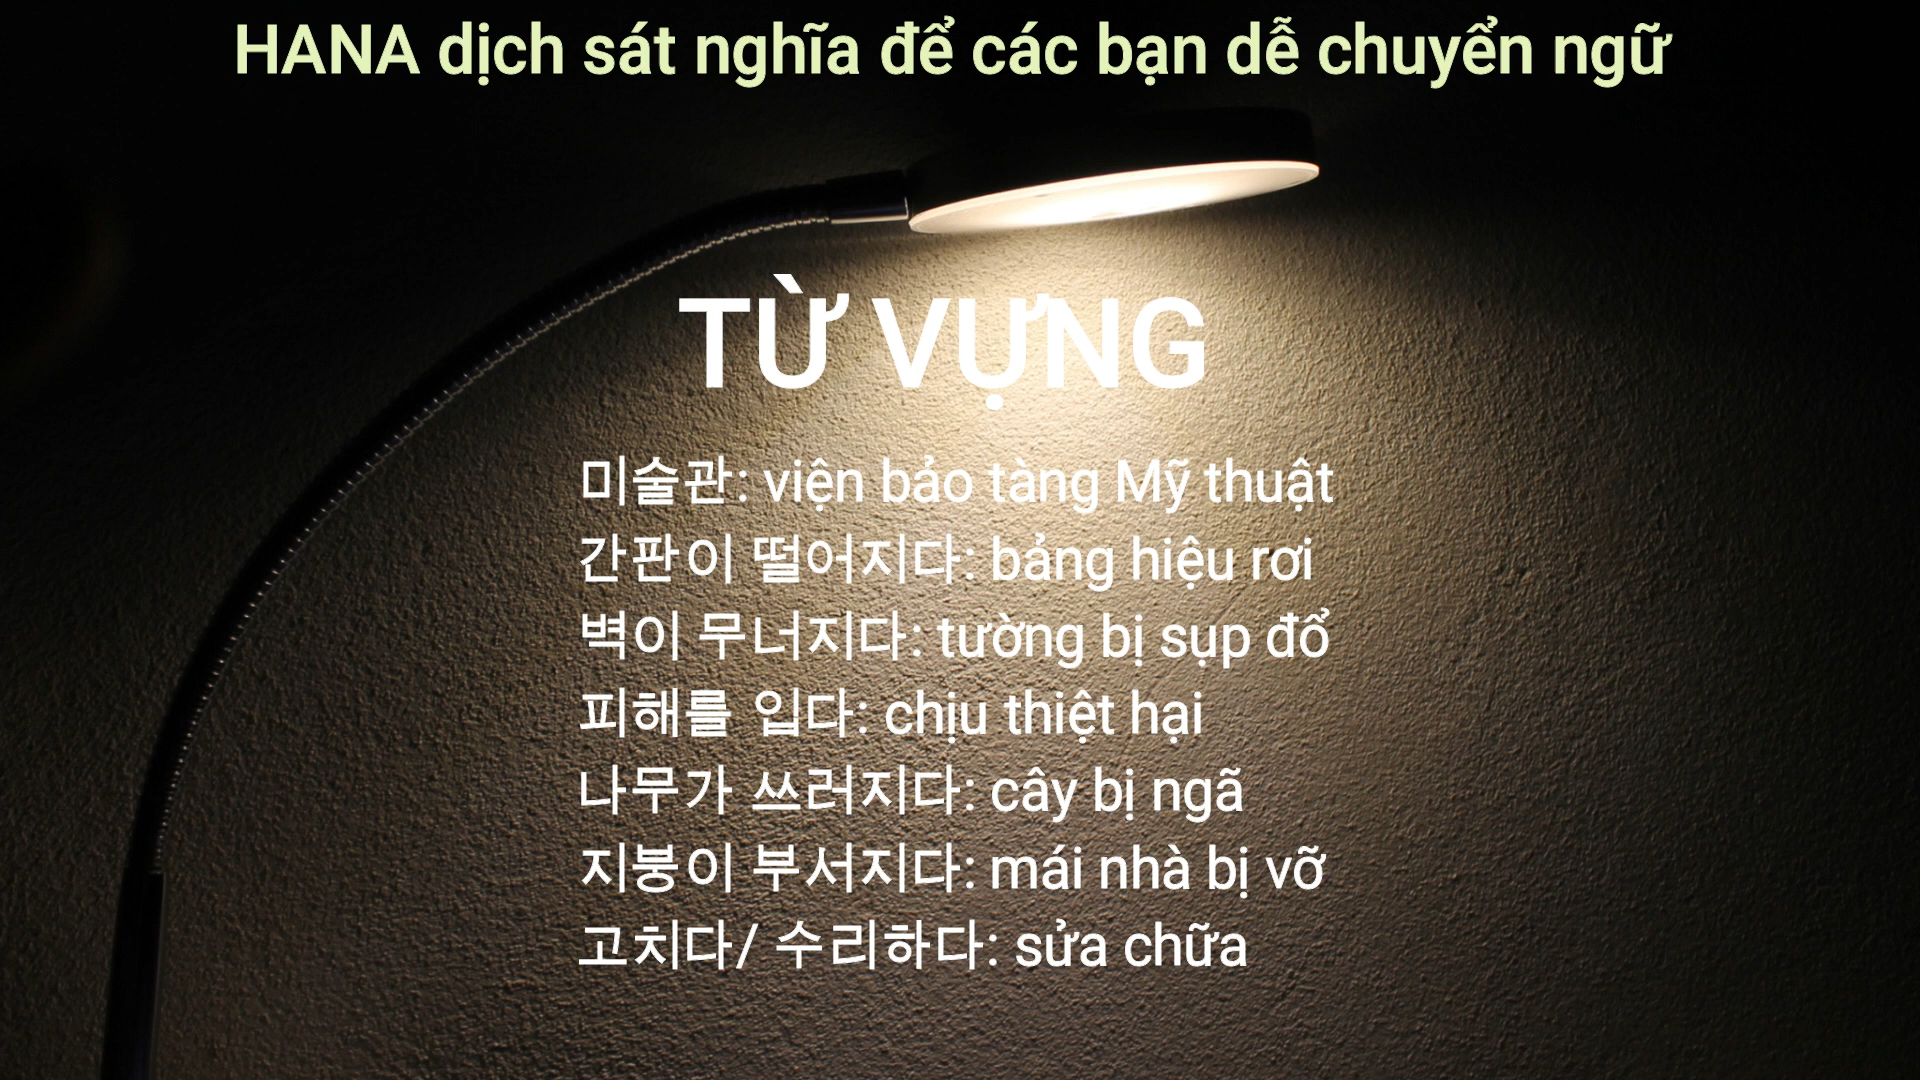 HANA dịch sát nghĩa để các bạn dễ chuyển ngữ
TỪ VỰNG
미술관: viện bảo tàng Mỹ thuật
간판이 떨어지다: bảng hiệu rơi
벽이 무너지다: tường bị sụp đổ
피해를 입다: chịu thiệt hại
나무가 쓰러지다: cây bị ngã
지붕이 부서지다: mái nhà bị vỡ
고치다/ 수리하다: sửa chữa